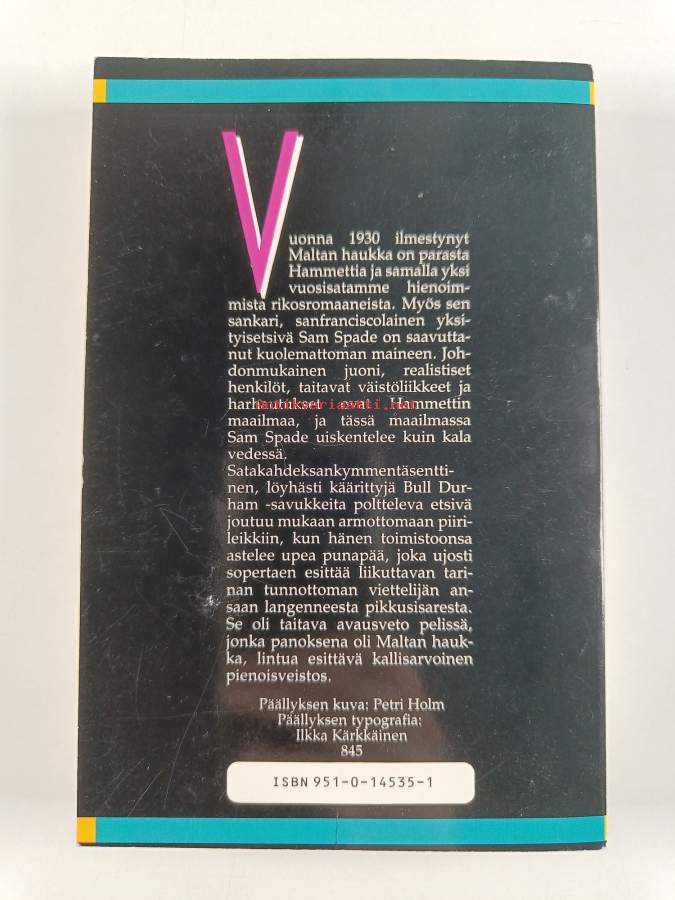 Vuonna 1930 ilmestynyt
Maltan haukka on parasta
Hammettia ja samalla yksi
vuosisatamme hienoim-
mista rikosromaaneista. Myös sen
sankari, sanfranciscolainen yksi-
tyisetsivä Sam Spade on saavutta-
nut kuolemattoman maineen. Joh-
donmukainen juoni, realistiset
henkilöt, taitavat väistöliikkeet ja
harhautukset ovat Hammettin
maailmaa, ja tässä maailmassa
Sam Spade uiskentelee kuin kala
vedessä.
Satakahdeksankymmentäsentti-
nen, löyhästi käärittyjä Bull Dur-
ham -savukkeita poltteleva etsivä
joutuu mukaan armottomaan piiri-
leikkiin, kun hänen toimistoonsa
astelee upea punapää, joka ujosti
sopertaen esittää liikuttavan tari-
nan tunnottoman viettelijän an-
saan langenneesta pikkusisaresta.
Se oli taitava avausveto pelissä,
jonka panoksena oli Maltan hauk-
ka, lintua esittävä kallisarvoinen
pienoisveistos.
Päällyksen kuva: Petri Holm
Päällyksen typografia:
Ilkka Kärkkäinen
845
ISBN 951-0-14535-1